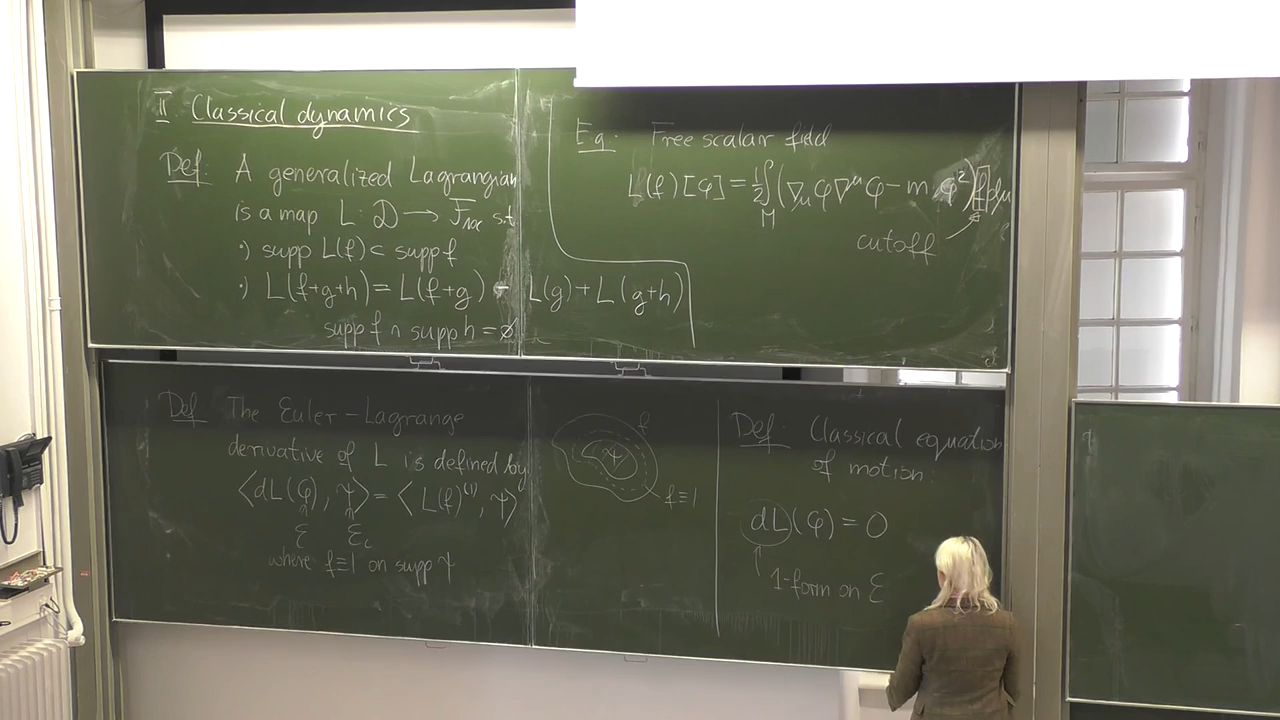 II Classical dynamics
Def: A generalized Lagrangian
is a map L: D → F_loc s.t
·) supp L(f) ⊂ supp f
·) L(f+g+h) = L(f+g) - L(g) + L(g+h)
supp f ∩ supp h = ∅
Eg. Free scalar field
L(f)[φ] = 1/2 ∫_M (∇_μ φ ∇^μ φ - m² φ²) f dμ
cutoff
Def The Euler-Lagrange
derivative of L is defined by
⟨dL(φ), ψ⟩ = ⟨L(f)^(1), ψ⟩
ε ε_c
where f≡1 on supp ψ
f
ψ
f≡1
Def: Classical equation
of motion:
dL(φ) = 0
1-form on ε